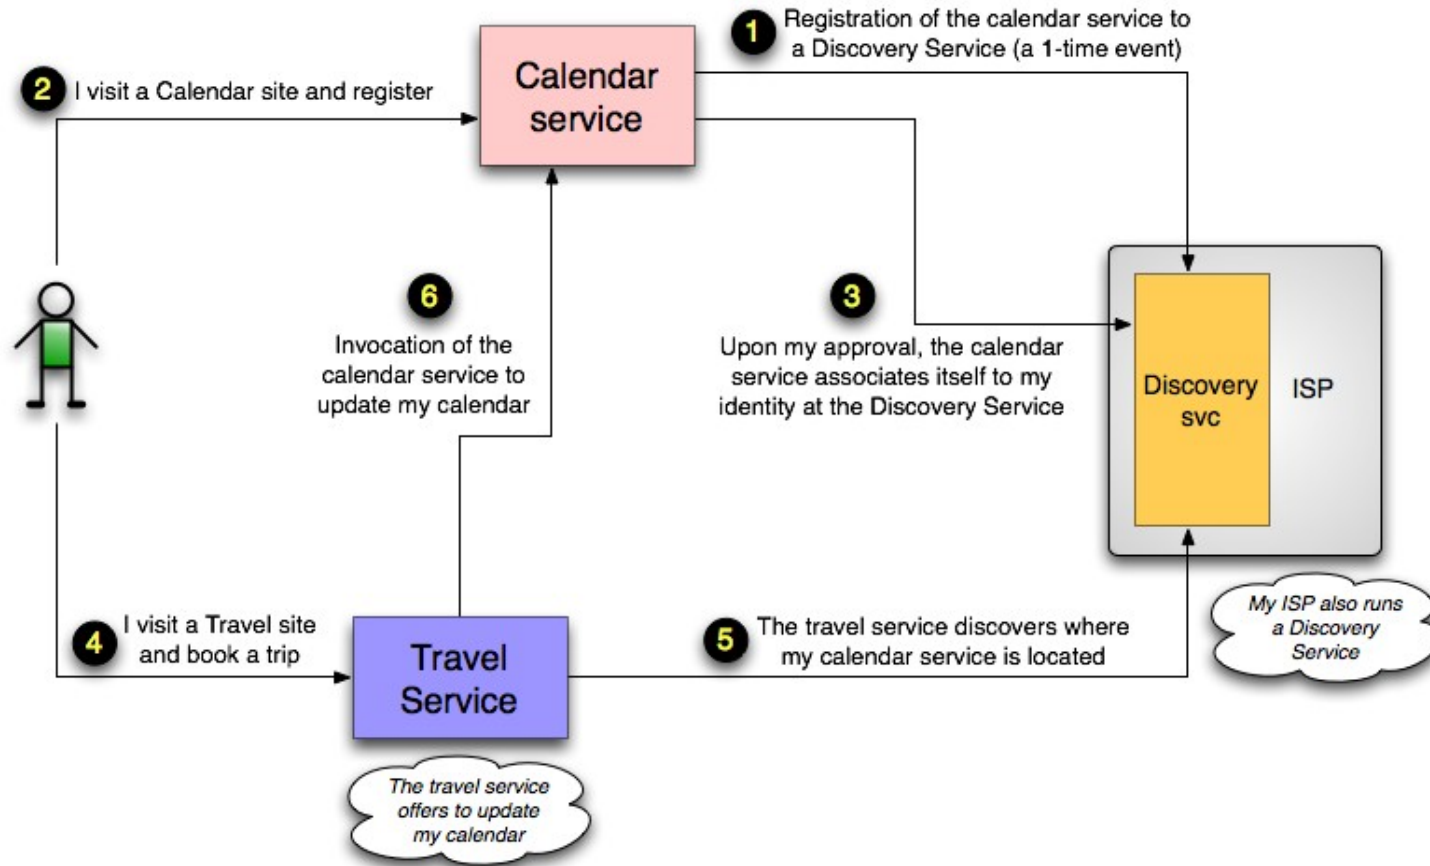 1
Registration of the calendar service to
a Discovery Service (a 1-time event)
2
I visit a Calendar site and register
Calendar
service
6
Invocation of the
calendar service to
update my calendar
3
Upon my approval, the calendar
service associates itself to my
identity at the Discovery Service
Discovery
svc
ISP
My ISP also runs
a Discovery
Service
4
I visit a Travel site
and book a trip
Travel
Service
5
The travel service discovers where
my calendar service is located
The travel service
offers to update
my calendar